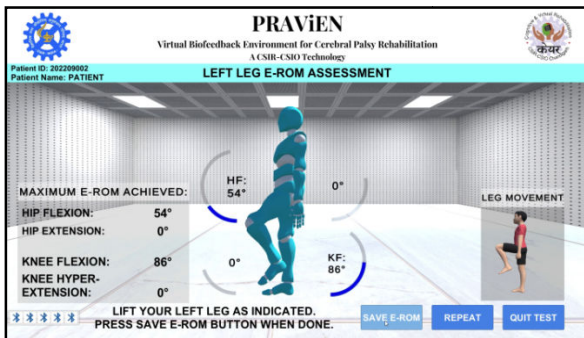 PRAViEN
Virtual Biofeedback Environment for Cerebral Palsy Rehabilitation
A CSIR-CSIO Technology
Patient ID: 202209002
Patient Name: PATIENT
LEFT LEG E-ROM ASSESSMENT
HF:
54°
0°
MAXIMUM E-ROM ACHIEVED:
HIP FLEXION: 54°
HIP EXTENSION: 0°
KNEE FLEXION: 86°
KNEE HYPER-
EXTENSION: 0°
0°
KF:
86°
LEG MOVEMENT
LIFT YOUR LEFT LEG AS INDICATED.
PRESS SAVE E-ROM BUTTON WHEN DONE.
SAVE E-ROM
REPEAT
QUIT TEST
केयर